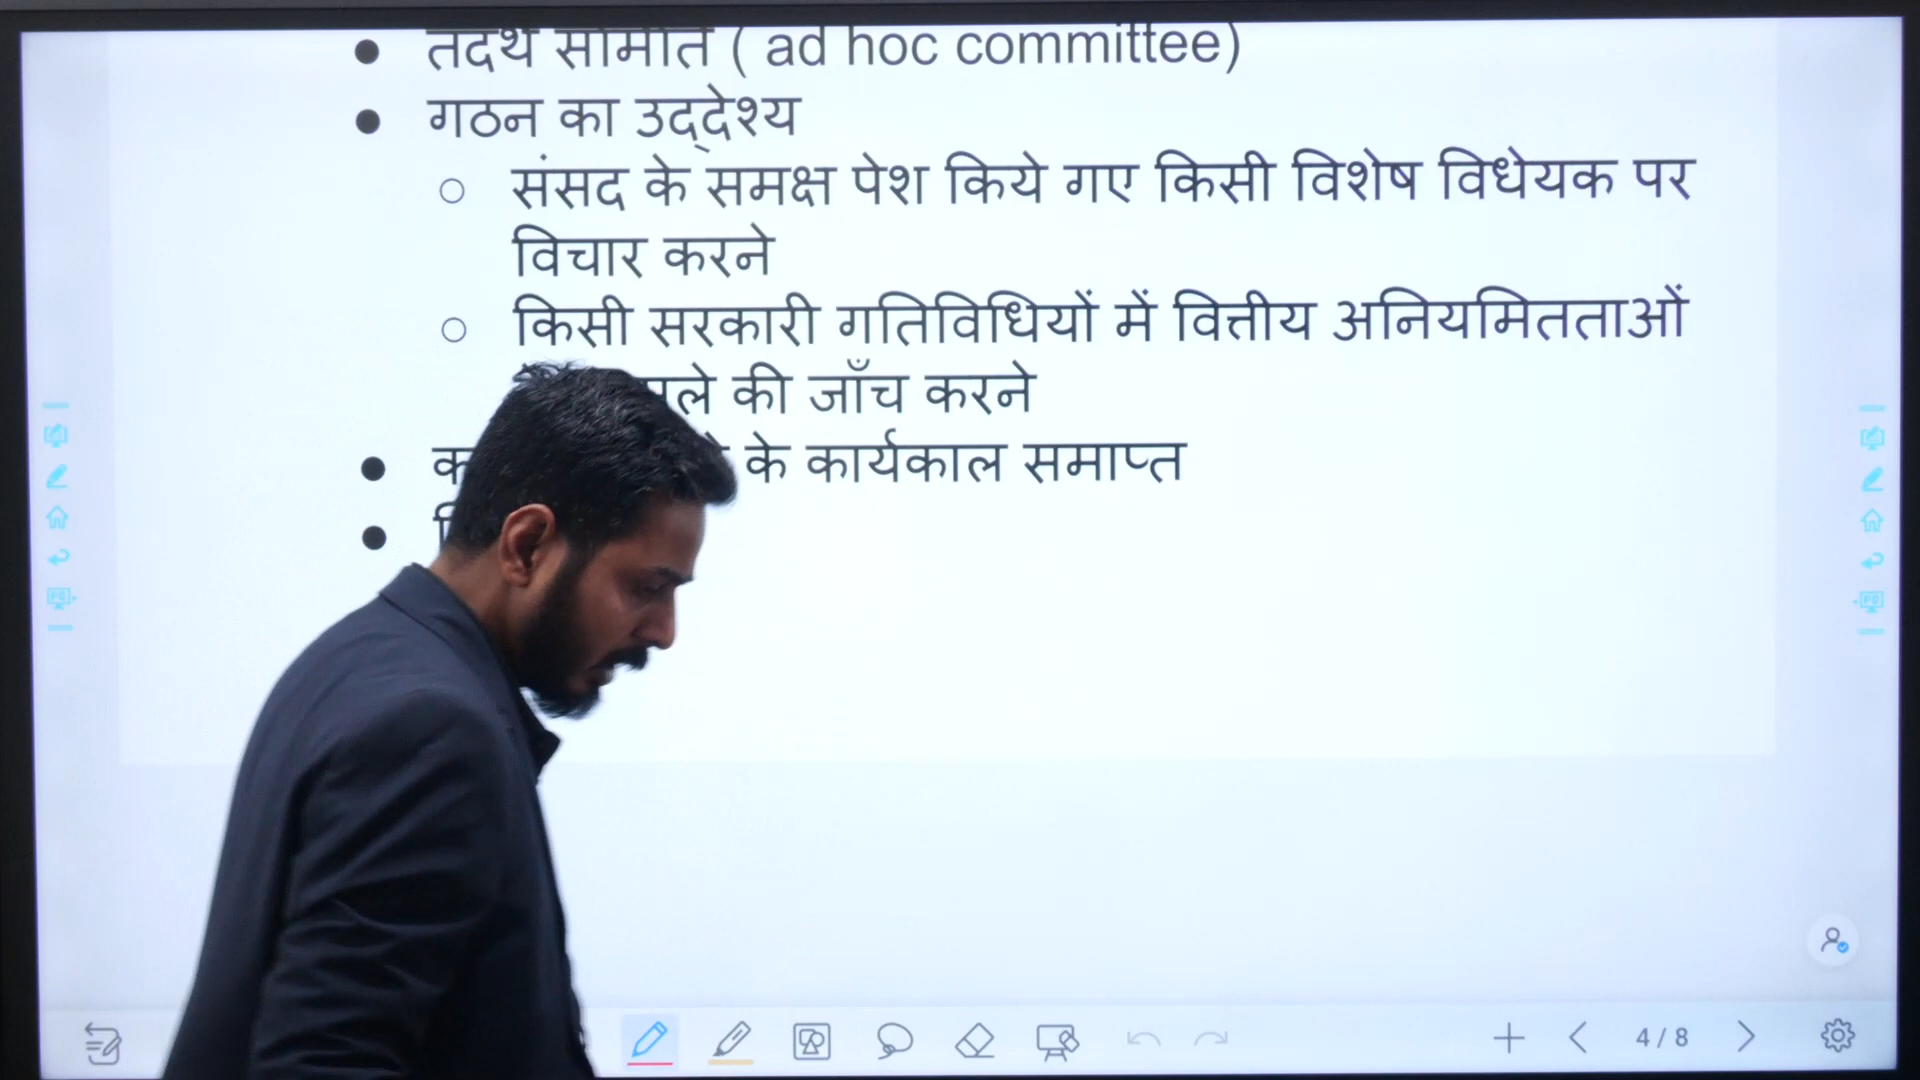 तदर्थ समिति ( ad hoc committee)
गठन का उद्देश्य
संसद के समक्ष पेश किये गए किसी विशेष विधेयक पर
विचार करने
किसी सरकारी गतिविधियों में वित्तीय अनियमितताओं
की जाँच करने
के कार्यकाल समाप्त
4 / 8